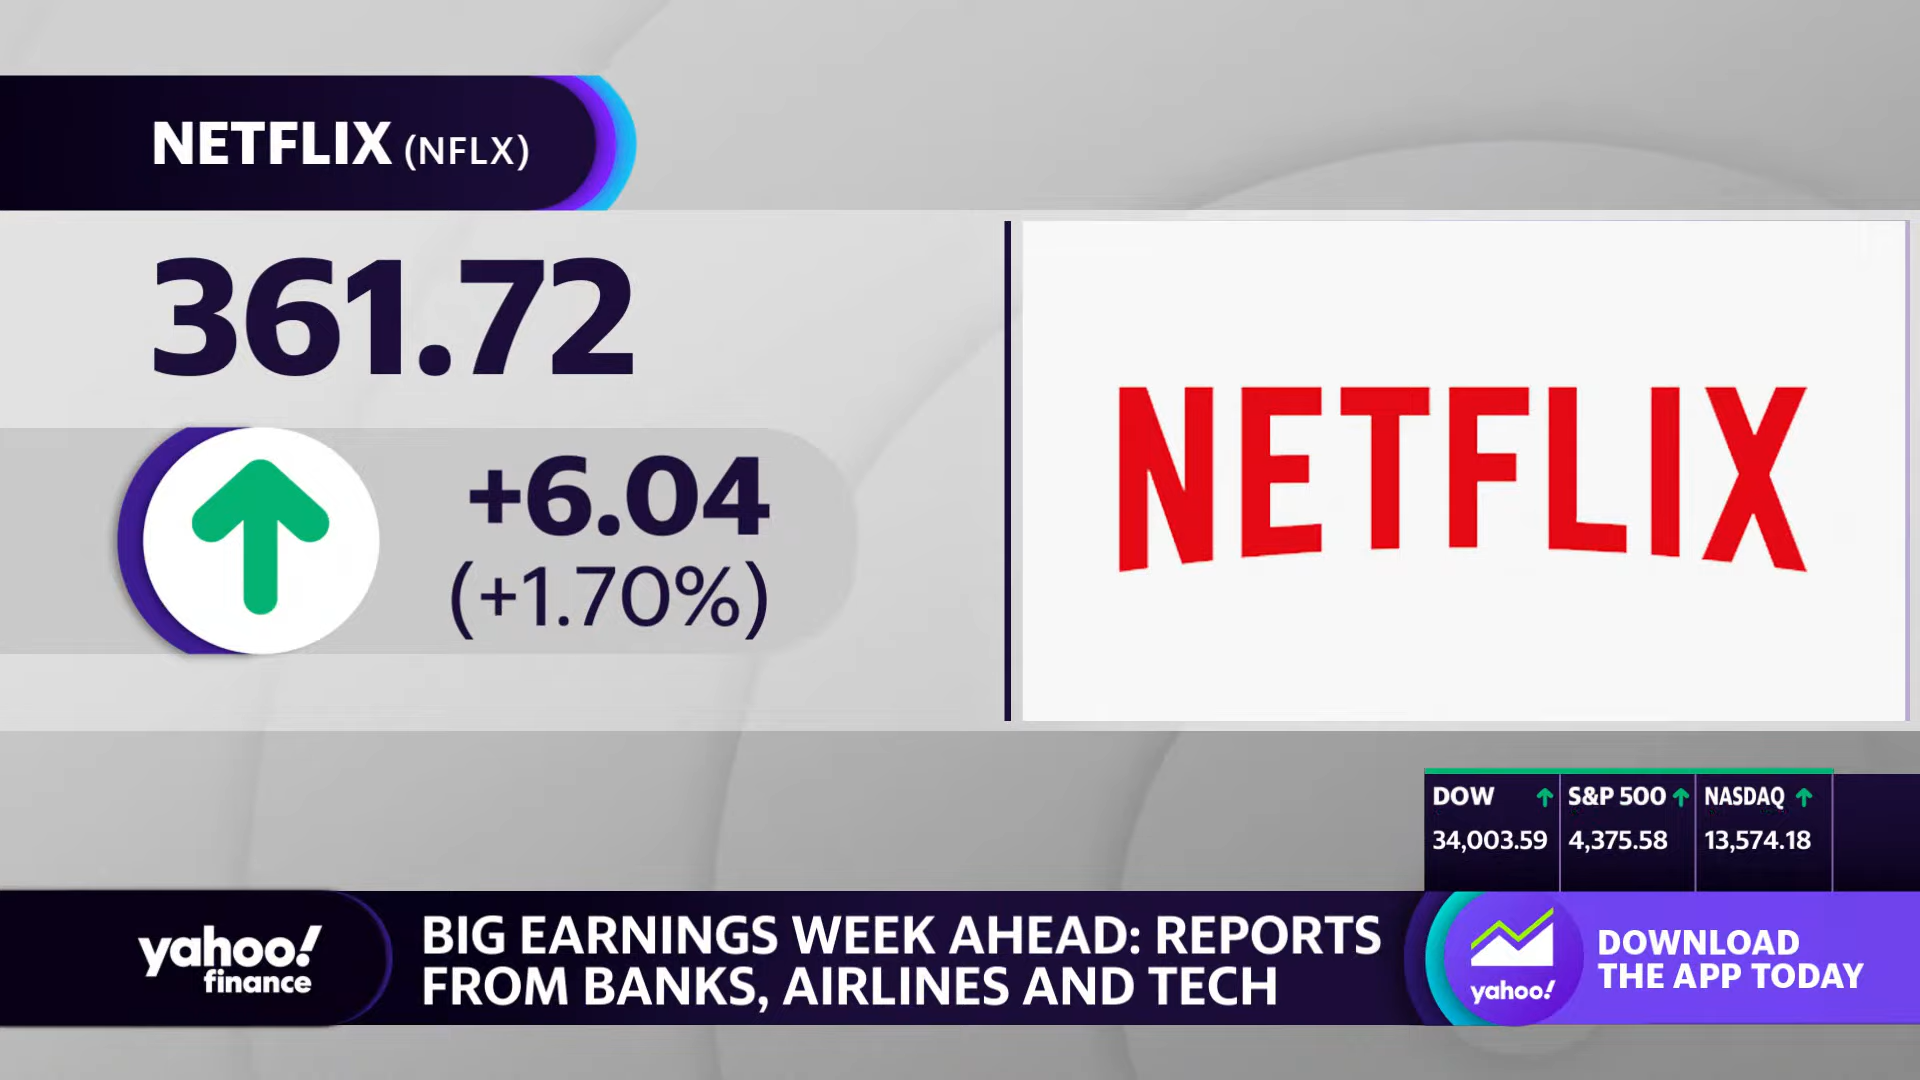 NETFLIX (NFLX)
361.72
+6.04
(+1.70%)
NETFLIX
DOW
34,003.59
S&P 500
4,375.58
NASDAQ
13,574.18
yahoo!
finance
BIG EARNINGS WEEK AHEAD: REPORTS
FROM BANKS, AIRLINES AND TECH
yahoo!
DOWNLOAD
THE APP TODAY